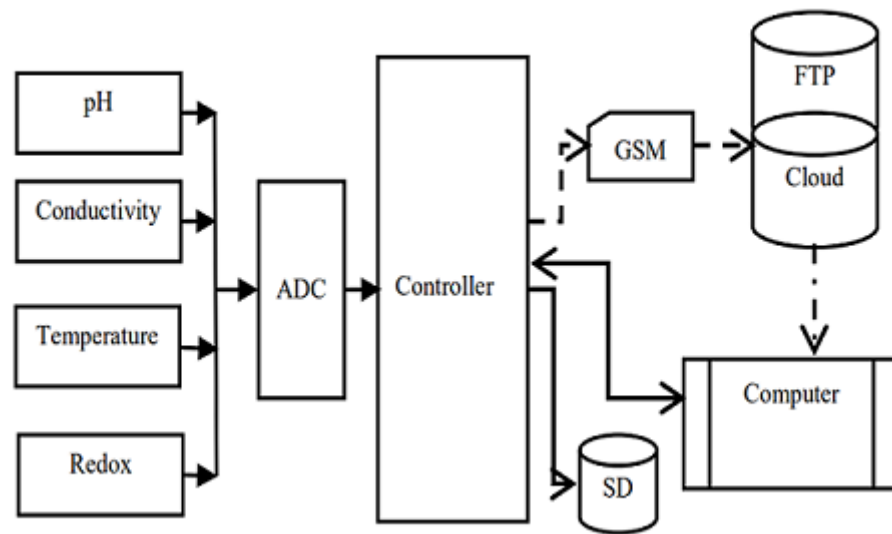 pH
Conductivity
Temperature
Redox
ADC
Controller
GSM
FTP
Cloud
Computer
SD